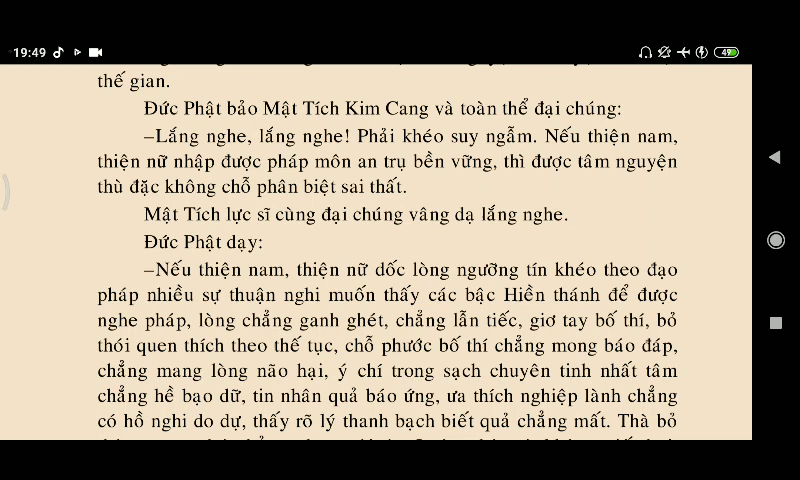 19:49
49
thế gian.
Đức Phật bảo Mật Tích Kim Cang và toàn thể đại chúng:
–Lắng nghe, lắng nghe! Phải khéo suy ngẫm. Nếu thiện nam,
thiện nữ nhập được pháp môn an trụ bền vững, thì được tâm nguyện
thù đặc không chỗ phân biệt sai thất.
Mật Tích lực sĩ cùng đại chúng vâng dạ lắng nghe.
Đức Phật dạy:
–Nếu thiện nam, thiện nữ dốc lòng ngưỡng tín khéo theo đạo
pháp nhiều sự thuận nghi muốn thấy các bậc Hiền thánh để được
nghe pháp, lòng chẳng ganh ghét, chẳng lẫn tiếc, giơ tay bố thí, bỏ
thói quen thích theo thế tục, chỗ phước bố thí chẳng mong báo đáp,
chẳng mang lòng não hại, ý chí trong sạch chuyên tinh nhất tâm
chẳng hề bạo dữ, tin nhân quả báo ứng, ưa thích nghiệp lành chẳng
có hồ nghi do dự, thấy rõ lý thanh bạch biết quả chẳng mất. Thà bỏ